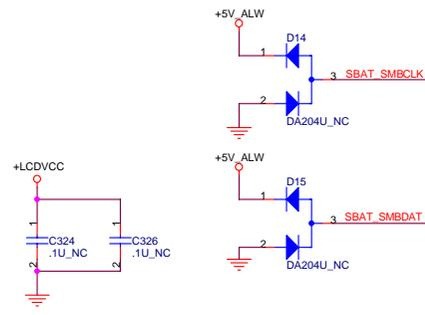 +5V_ALW
D14
1
3
SBAT_SMBCLK
2
DA204U_NC
+5V_ALW
D15
1
3
SBAT_SMBDAT
2
DA204U_NC
+LCDVCC
1
1
C324
C326
.1U_NC
.1U_NC
2
2